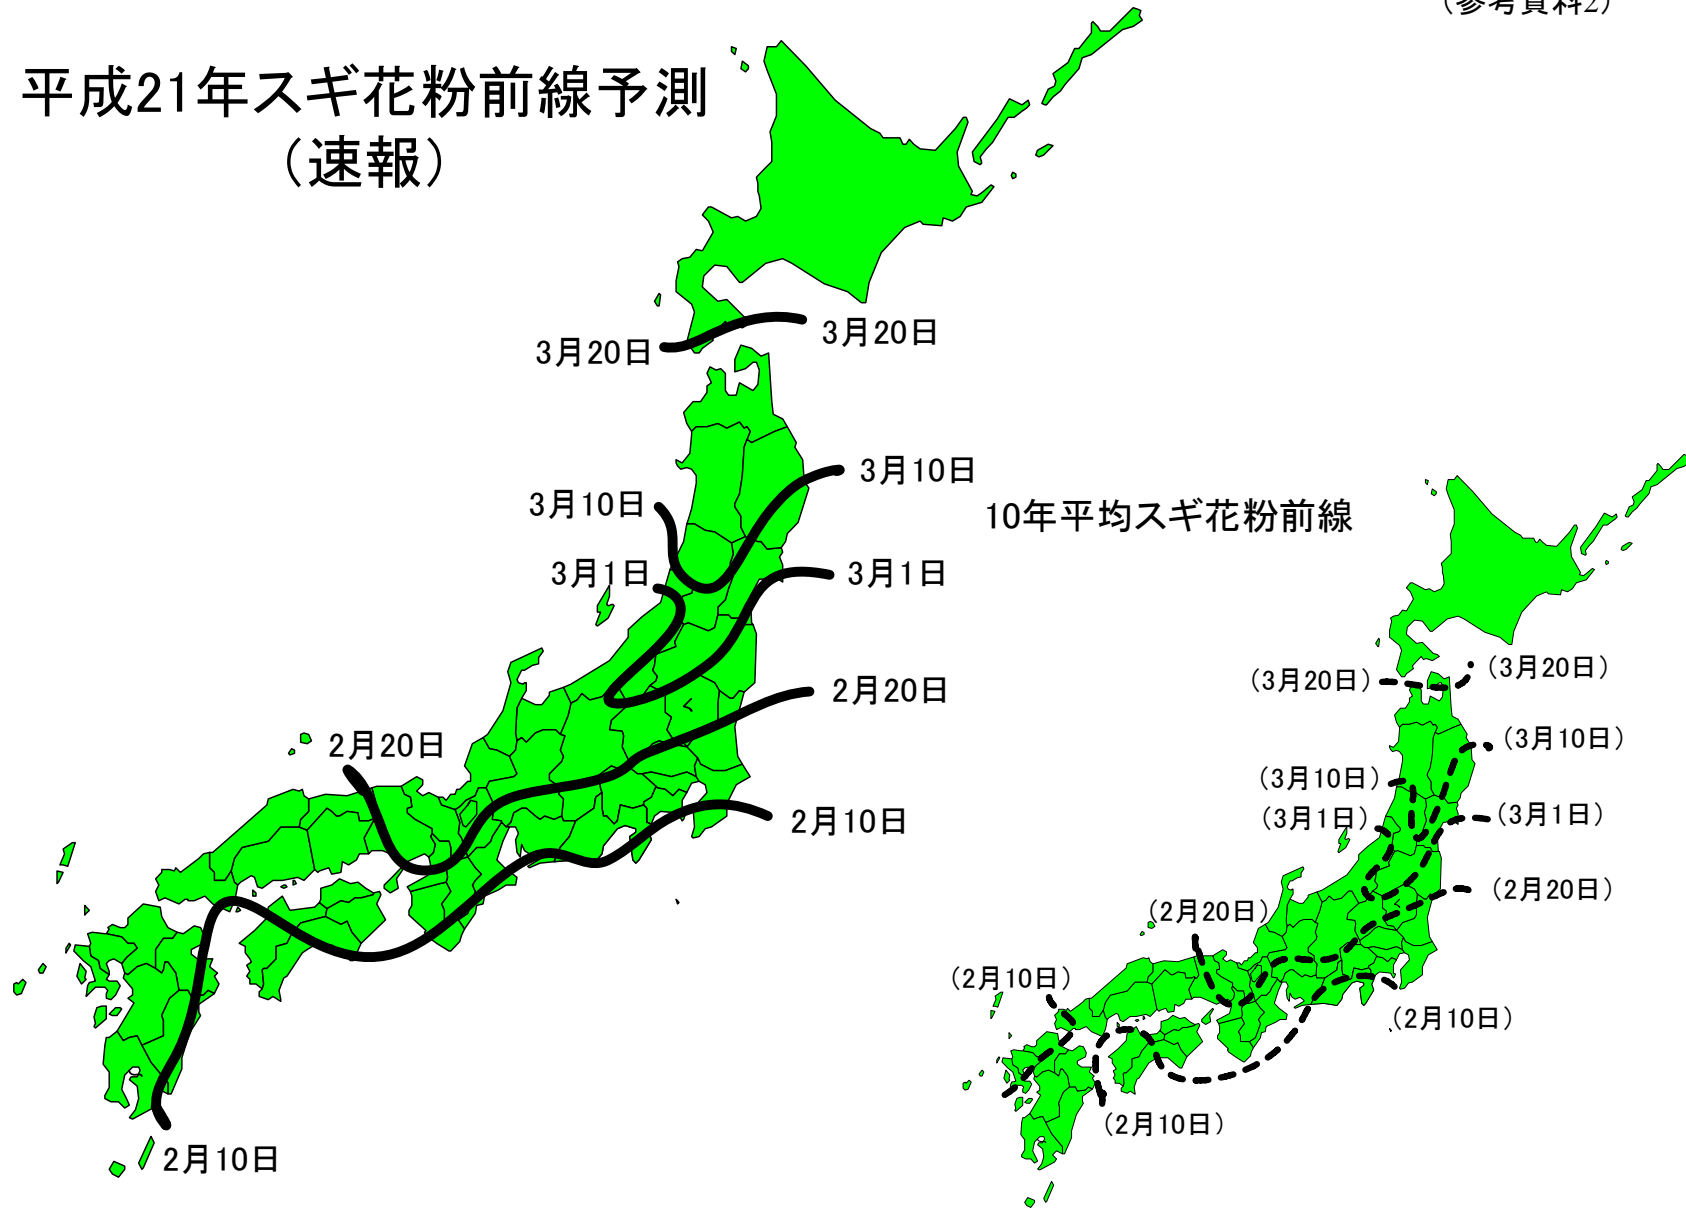 （参考資料2）
平成21年スギ花粉前線予測
（速報）
3月20日
3月20日
3月10日
3月10日
3月1日
3月1日
2月20日
2月20日
2月10日
2月10日
10年平均スギ花粉前線
（3月20日）
（3月20日）
（3月10日）
（3月10日）
（3月1日）
（3月1日）
（2月20日）
（2月20日）
（2月10日）
（2月10日）
（2月10日）